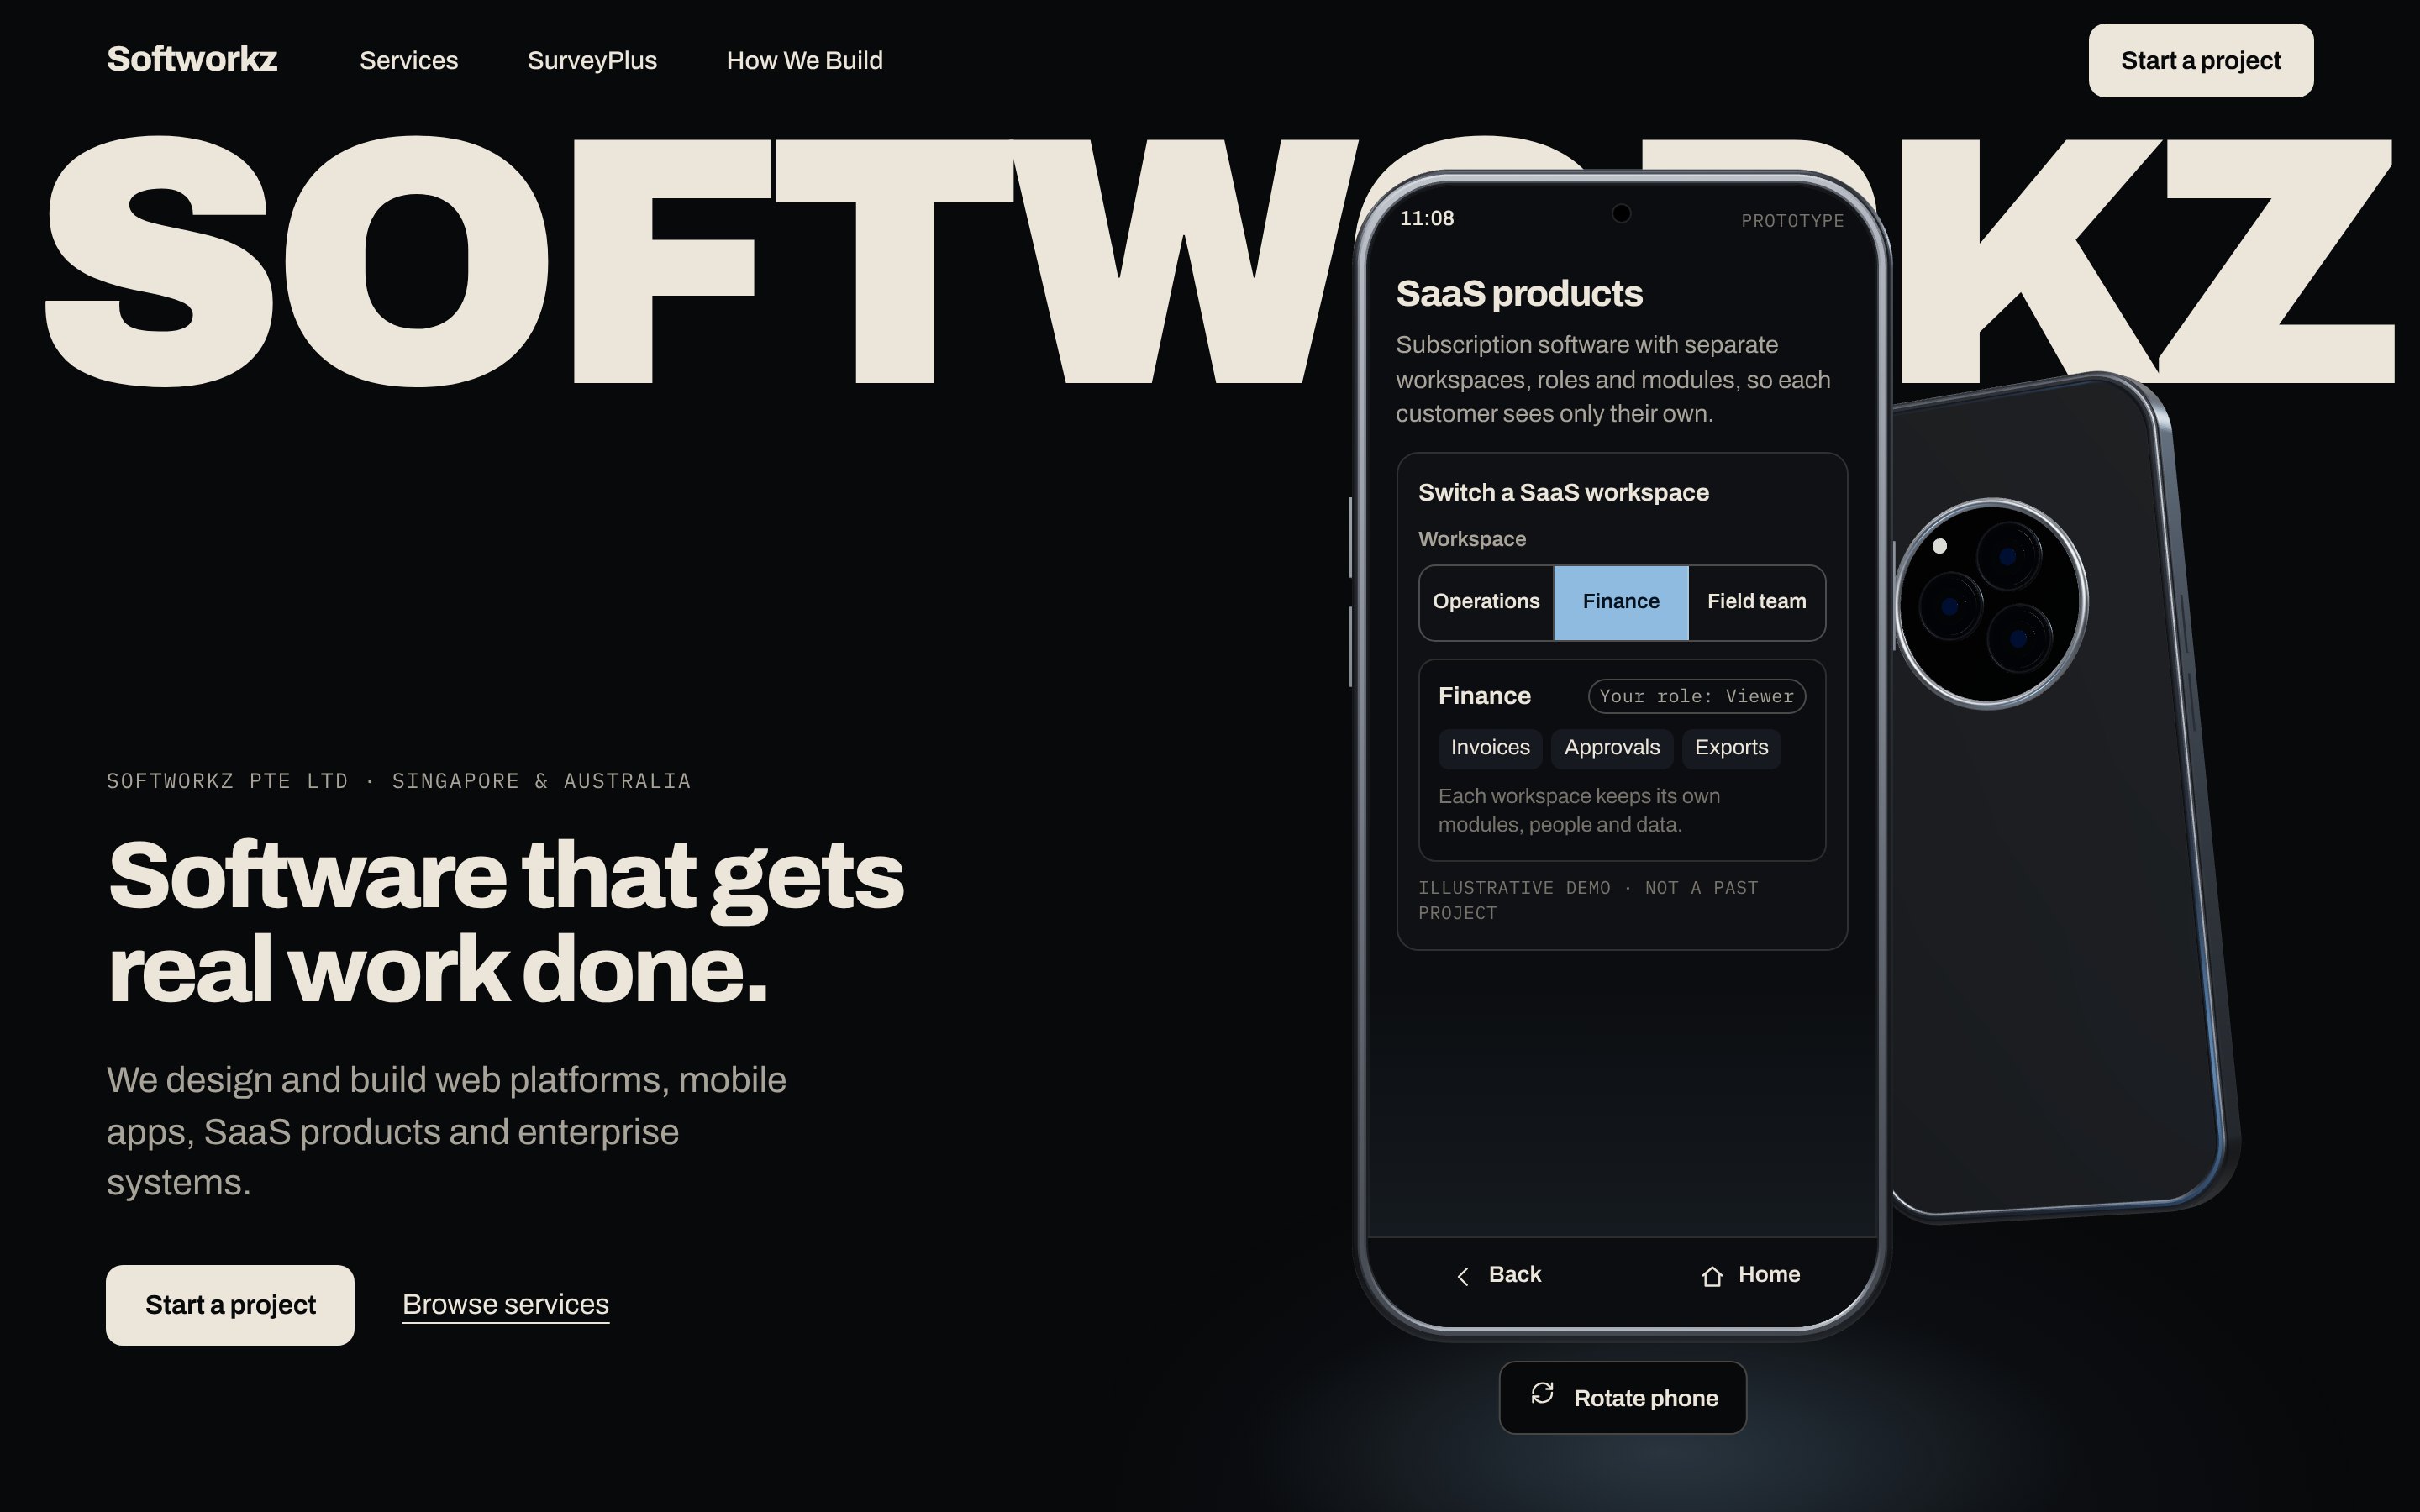 Softworkz
Services
SurveyPlus
How We Build
Start a project
SOFTWORKZ
11:08
PROTOTYPE
SaaS products
Subscription software with separate
workspaces, roles and modules, so each
customer sees only their own.
Switch a SaaS workspace
Workspace
Operations
Finance
Field team
Finance
Your role: Viewer
Invoices
Approvals
Exports
Each workspace keeps its own
modules, people and data.
ILLUSTRATIVE DEMO · NOT A PAST
PROJECT
Back
Home
Rotate phone
SOFTWORKZ PTE LTD · SINGAPORE & AUSTRALIA
Software that gets
real work done.
We design and build web platforms, mobile
apps, SaaS products and enterprise
systems.
Start a project
Browse services